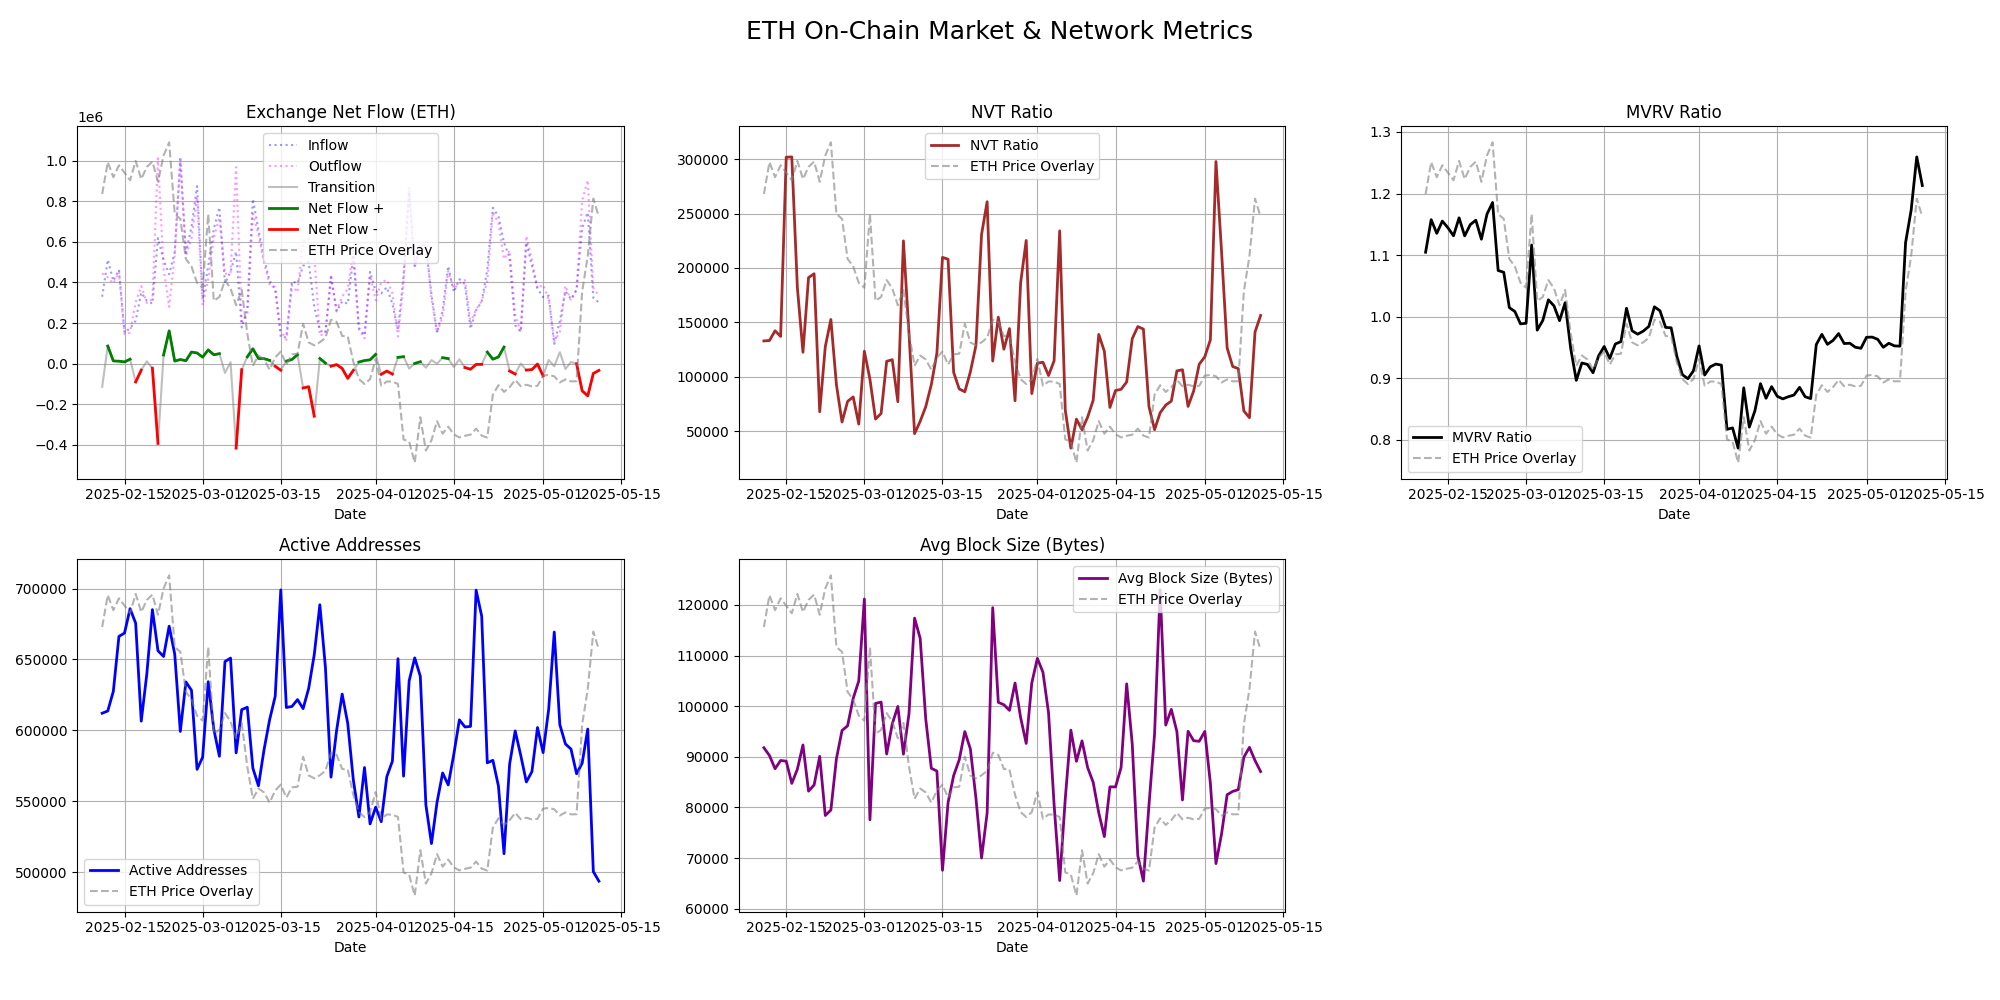 ETH On-Chain Market & Network Metrics
Exchange Net Flow (ETH)
1e6
1.0
0.8
0.6
0.4
0.2
0.0
−0.2
−0.4
Inflow
Outflow
Transition
Net Flow +
Net Flow -
ETH Price Overlay
2025-02-15
2025-03-01
2025-03-15
2025-04-01
2025-04-15
2025-05-01
2025-05-15
Date
NVT Ratio
300000
250000
200000
150000
100000
50000
NVT Ratio
ETH Price Overlay
2025-02-15
2025-03-01
2025-03-15
2025-04-01
2025-04-15
2025-05-01
2025-05-15
Date
MVRV Ratio
1.3
1.2
1.1
1.0
0.9
0.8
MVRV Ratio
ETH Price Overlay
2025-02-15
2025-03-01
2025-03-15
2025-04-01
2025-04-15
2025-05-01
2025-05-15
Date
Active Addresses
700000
650000
600000
550000
500000
Active Addresses
ETH Price Overlay
2025-02-15
2025-03-01
2025-03-15
2025-04-01
2025-04-15
2025-05-01
2025-05-15
Date
Avg Block Size (Bytes)
120000
110000
100000
90000
80000
70000
60000
Avg Block Size (Bytes)
ETH Price Overlay
2025-02-15
2025-03-01
2025-03-15
2025-04-01
2025-04-15
2025-05-01
2025-05-15
Date